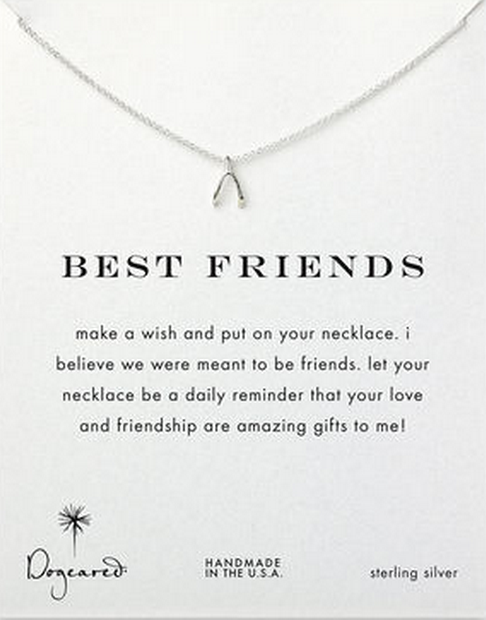 BEST FRIENDS
make a wish and put on your necklace. i
believe we were meant to be friends. let your
necklace be a daily reminder that your love
and friendship are amazing gifts to me!
Dogeared
HANDMADE
IN THE U.S.A.
sterling silver